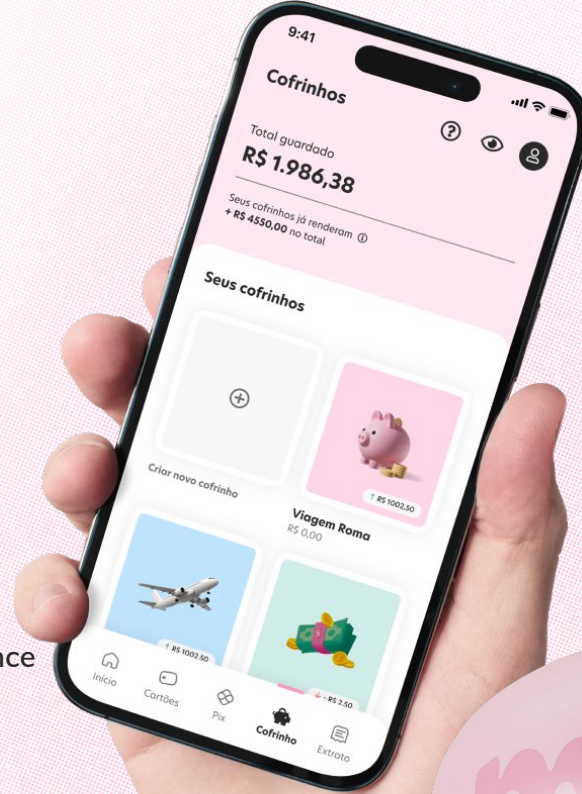 9:41
Cofrinhos
Total guardado
R$ 1.986,38
Seus cofrinhos já renderam
+ R$ 4550,00 no total
Seus cofrinhos
Criar novo cofrinho
↑ R$ 1002,50
Viagem Roma
R$ 0,00
↑ R$ 1002,50
R$ 2,50
Início
Cartões
Pix
Cofrinho
Extrato